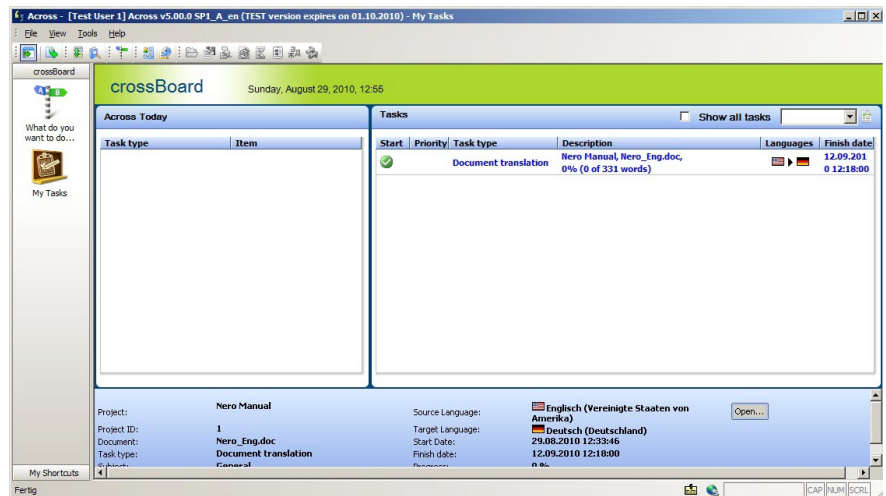 Across - [Test User 1] Across v5.00.0 SP1_A_en (TEST version expires on 01.10.2010) - My Tasks
File View Tools Help
crossBoard
What do you
want to do...
My Tasks
My Shortcuts
crossBoard Sunday, August 29, 2010, 12:55
Across Today
Task type Item
Tasks Show all tasks
Start Priority Task type Description Languages Finish date
Document translation Nero Manual, Nero_Eng.doc,
0% (0 of 331 words)
12.09.201
0 12:18:00
Project: Nero Manual
Project ID: 1
Document: Nero_Eng.doc
Task type: Document translation
Subject: General
Source Language: Englisch (Vereinigte Staaten von
Amerika)
Target Language: Deutsch (Deutschland)
Start Date: 29.08.2010 12:33:46
Finish date: 12.09.2010 12:18:00
Progress: 0 %
Open...
Fertig CAP NUM SCRL